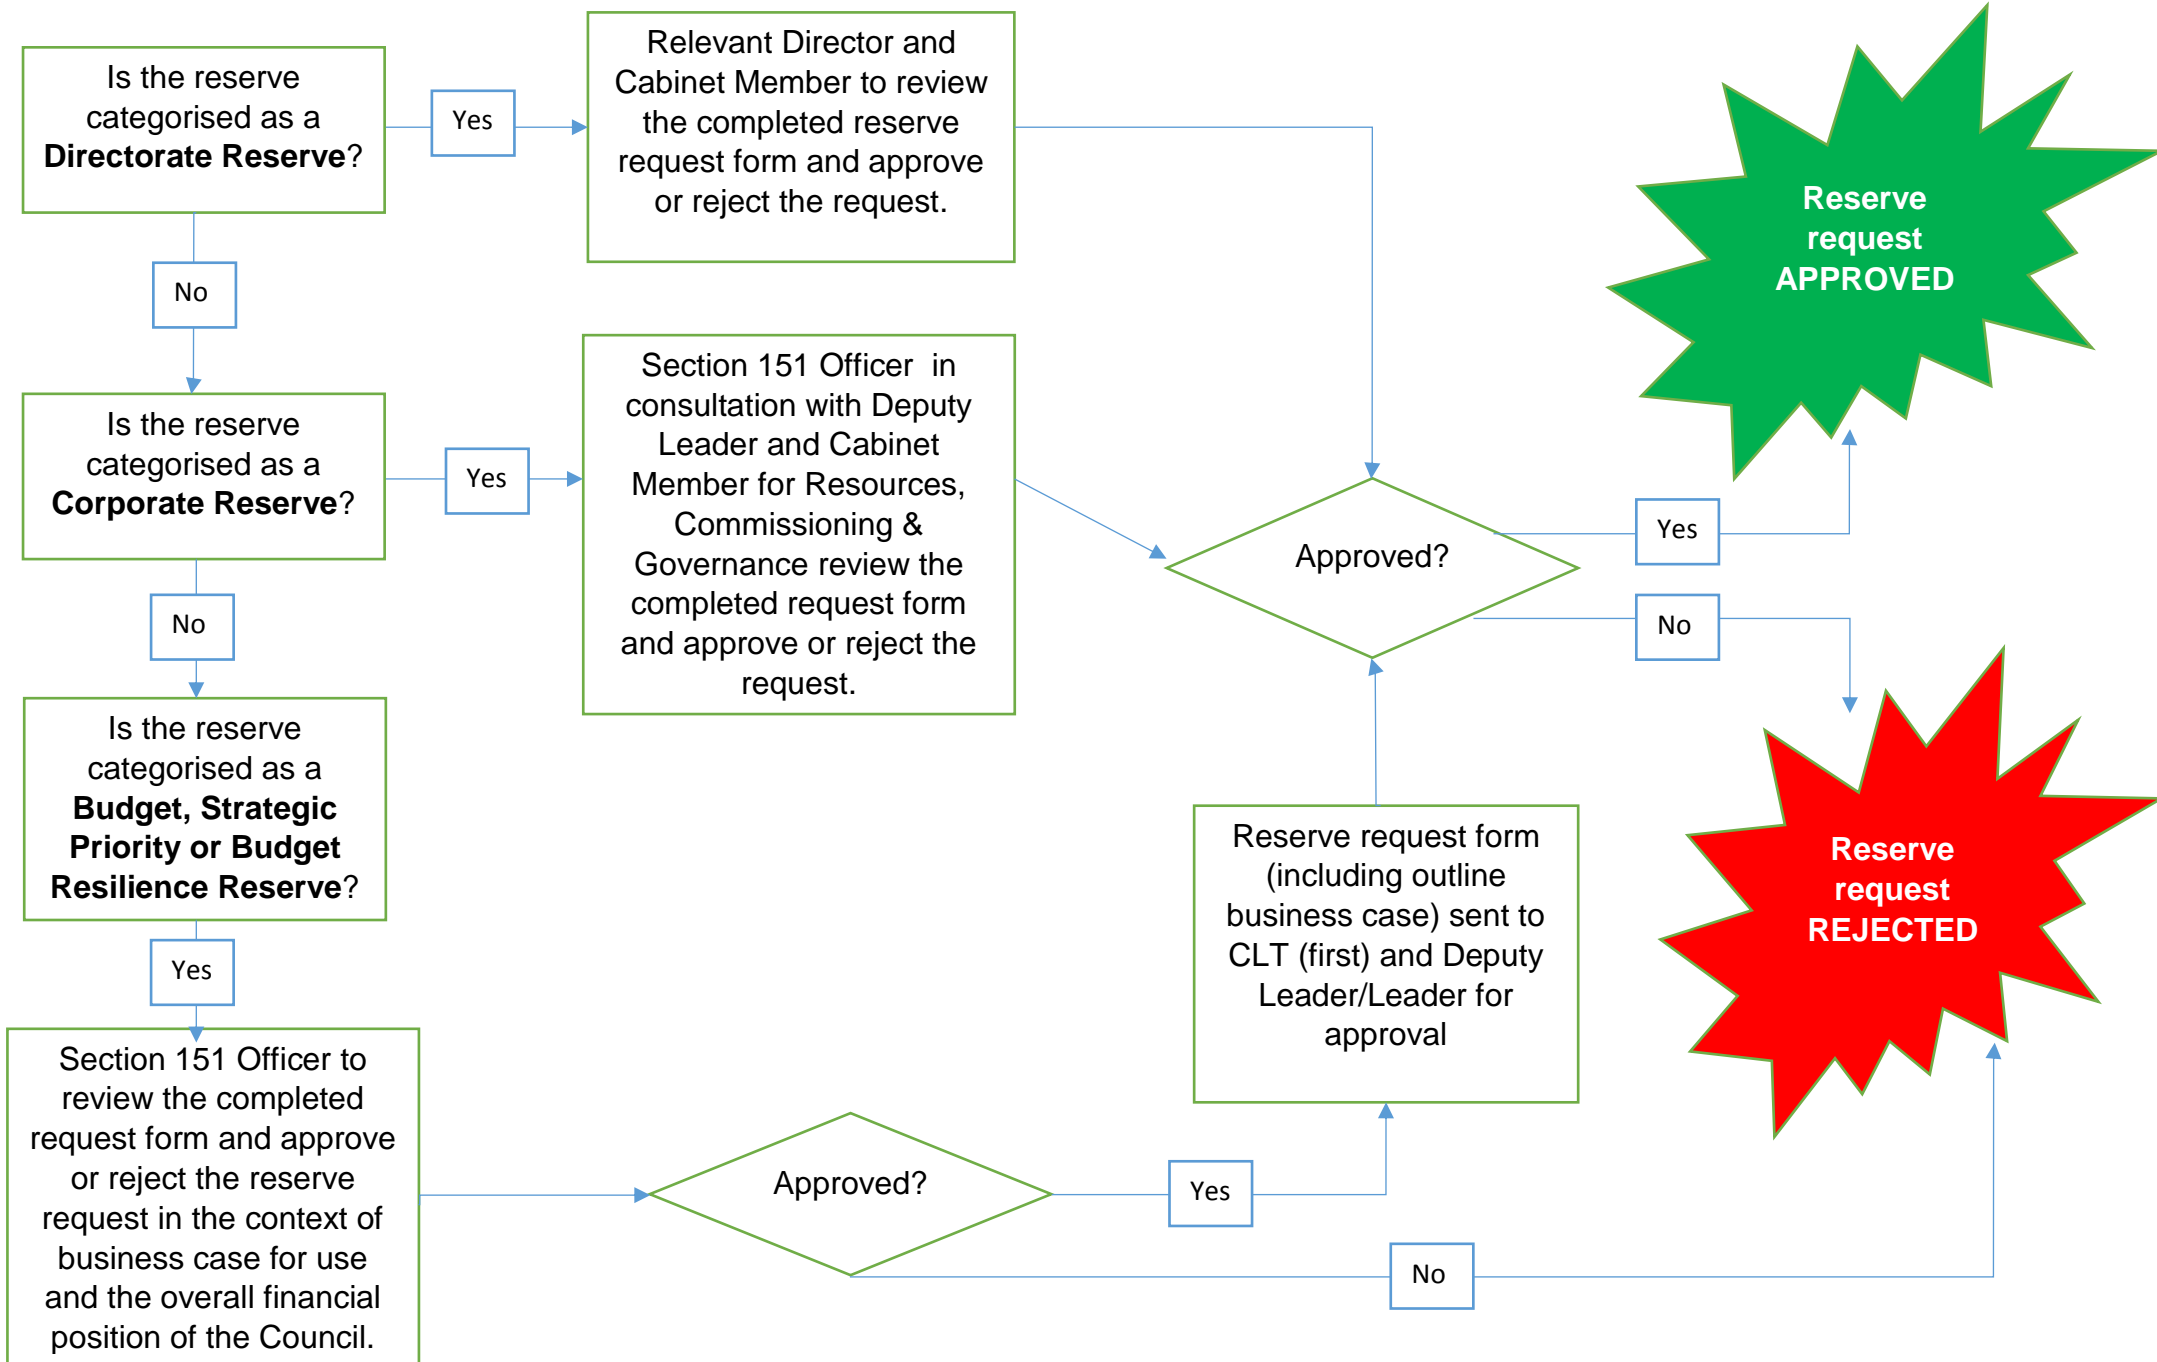 Is the reserve
categorised as a
Directorate Reserve?
Yes
Relevant Director and
Cabinet Member to review
the completed reserve
request form and approve
or reject the request.
No
Is the reserve
categorised as a
Corporate Reserve?
Yes
Section 151 Officer in
consultation with Deputy
Leader and Cabinet
Member for Resources,
Commissioning &
Governance review the
completed request form
and approve or reject the
request.
No
Is the reserve
categorised as a
Budget, Strategic
Priority or Budget
Resilience Reserve?
Yes
Section 151 Officer to
review the completed
request form and approve
or reject the reserve
request in the context of
business case for use
and the overall financial
position of the Council.
Approved?
Yes
No
Reserve request form
(including outline
business case) sent to
CLT (first) and Deputy
Leader/Leader for
approval
Approved?
Yes
No
Reserve
request
APPROVED
Reserve
request
REJECTED